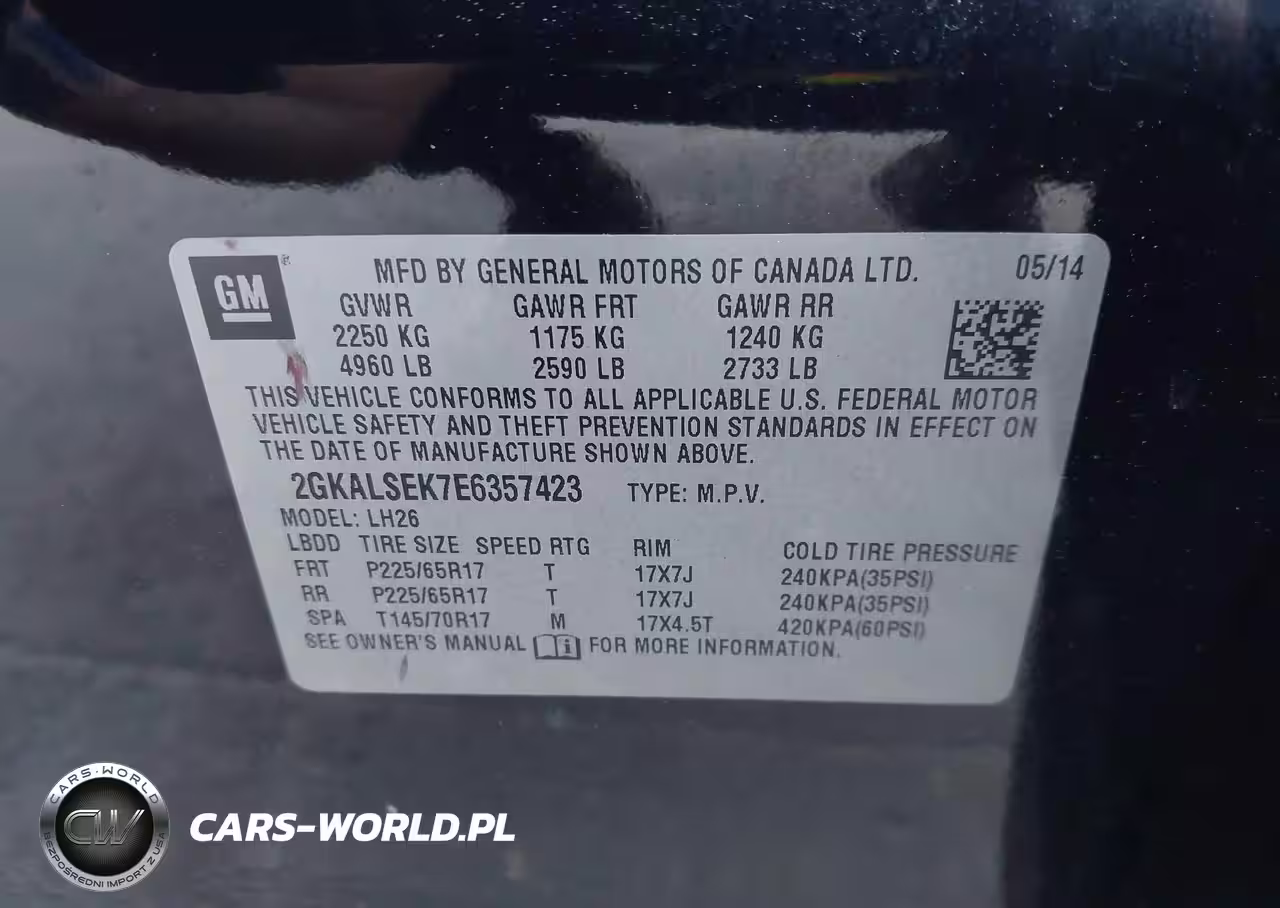 GM
MFD BY GENERAL MOTORS OF CANADA LTD. 05/14
GVWR GAWR FRT GAWR RR
2250 KG 1175 KG 1240 KG
4960 LB 2590 LB 2733 LB
THIS VEHICLE CONFORMS TO ALL APPLICABLE U.S. FEDERAL MOTOR
VEHICLE SAFETY AND THEFT PREVENTION STANDARDS IN EFFECT ON
THE DATE OF MANUFACTURE SHOWN ABOVE.
2GKALSEK7E6357423 TYPE: M.P.V.
MODEL: LH26
LBDD TIRE SIZE SPEED RTG RIM COLD TIRE PRESSURE
FRT P225/65R17 T 17X7J 240KPA(35PSI)
RR P225/65R17 T 17X7J 240KPA(35PSI)
SPA T145/70R17 M 17X4.5T 420KPA(60PSI)
SEE OWNER'S MANUAL i FOR MORE INFORMATION.
CARS-WORLD
CW
BEZPOŚREDNI IMPORT Z USA
CARS-WORLD.PL